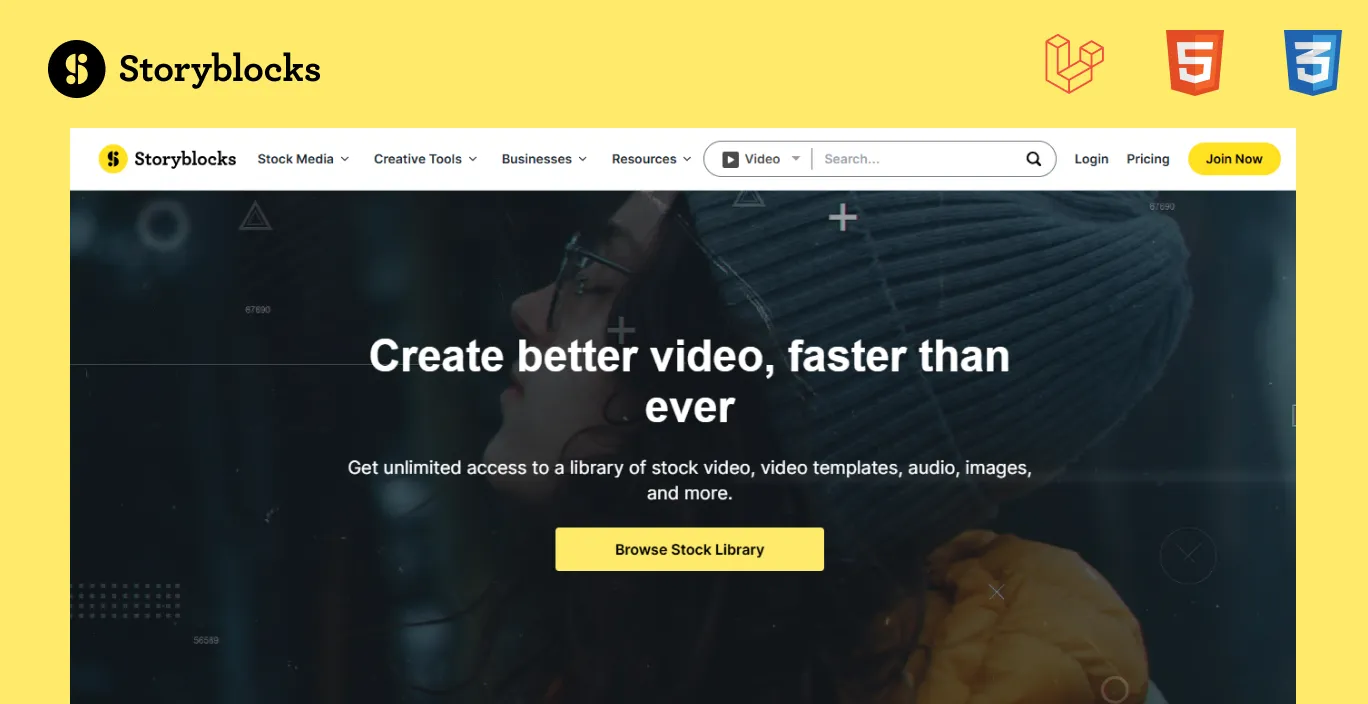 Storyblocks
Storyblocks Stock Media Creative Tools Businesses Resources Video Search... Login Pricing Join Now
67690
67690
Create better video, faster than
ever
Get unlimited access to a library of stock video, video templates, audio, images,
and more.
Browse Stock Library
56589